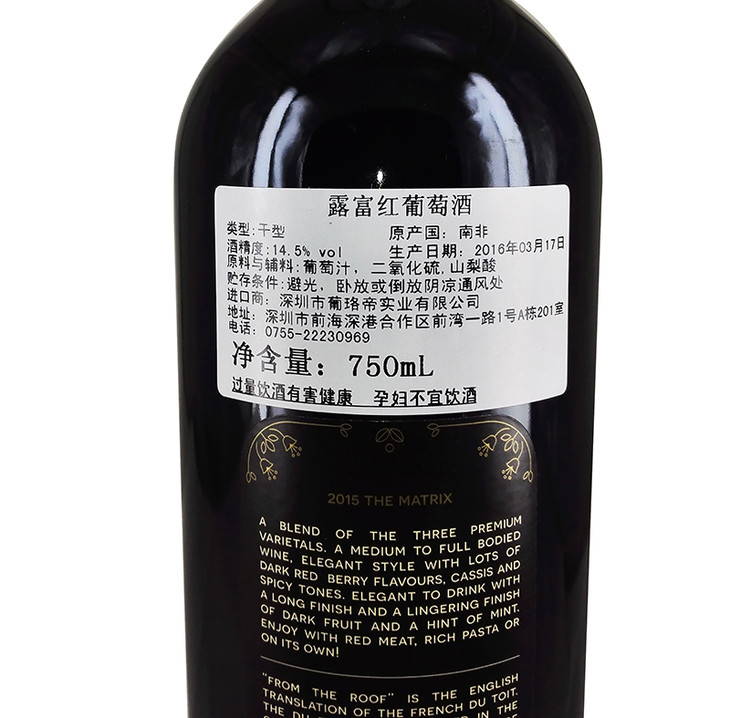 露富红葡萄酒
类型:干型 原产国: 南非
酒精度:14.5% vol 生产日期: 2016年03月17日
原料与辅料:葡萄汁, 二氧化硫,山梨酸
贮存条件:避光, 卧放或倒放阴凉通风处
进口商: 深圳市葡珞帝实业有限公司
地址: 深圳市前海深港合作区前湾一路1号A栋201室
电话: 0755-22230969
净含量: 750mL
过量饮酒有害健康 孕妇不宜饮酒
2015 THE MATRIX
A BLEND OF THE THREE PREMIUM
VARIETALS. A MEDIUM TO FULL BODIED
WINE, ELEGANT STYLE WITH LOTS OF
DARK RED BERRY FLAVOURS. CASSIS AND
SPICY TONES. ELEGANT TO DRINK WITH
A LONG FINISH AND A LINGERING FINISH
OF DARK FRUIT AND A HINT OF MINT.
ENJOY WITH RED MEAT, RICH PASTA OR
ON ITS OWN!
"FROM THE ROOF" IS THE ENGLISH
TRANSLATION OF THE FRENCH DU TOIT.
THE DU IN THE